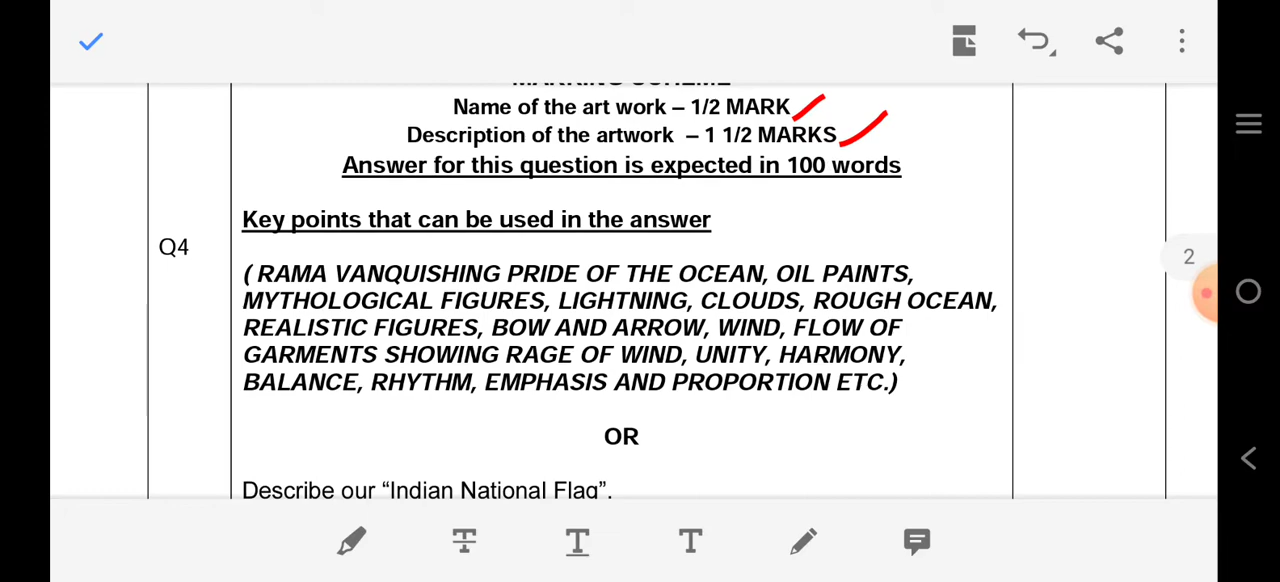 MARKING SCHEME
Name of the art work – 1/2 MARK
Description of the artwork – 1 1/2 MARKS
Answer for this question is expected in 100 words
Key points that can be used in the answer
Q4
2
( RAMA VANQUISHING PRIDE OF THE OCEAN, OIL PAINTS,
MYTHOLOGICAL FIGURES, LIGHTNING, CLOUDS, ROUGH OCEAN,
REALISTIC FIGURES, BOW AND ARROW, WIND, FLOW OF
GARMENTS SHOWING RAGE OF WIND, UNITY, HARMONY,
BALANCE, RHYTHM, EMPHASIS AND PROPORTION ETC.)
OR
Describe our “Indian National Flag”.